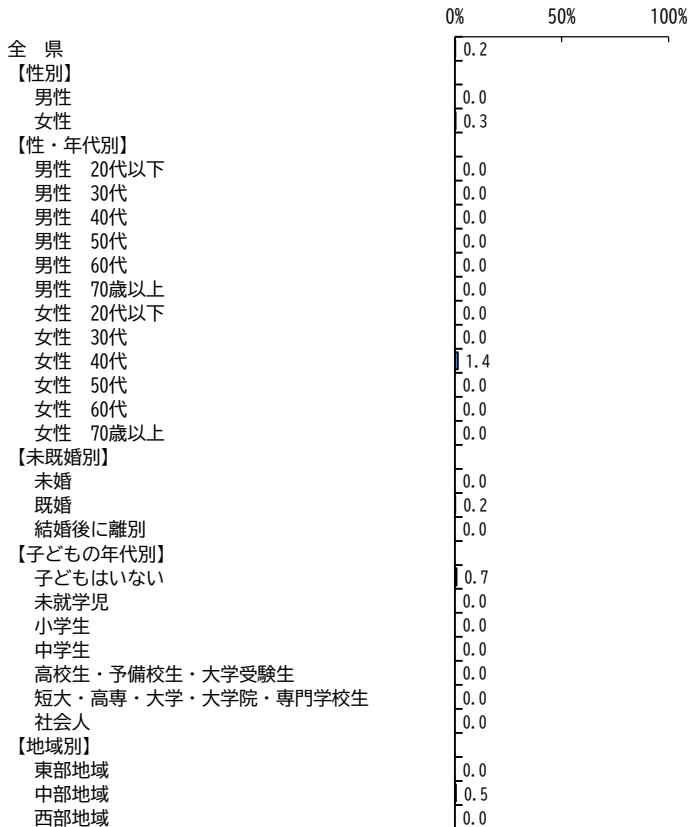 0% 50% 100%
全　県 0.2
【性別】
男性 0.0
女性 0.3
【性・年代別】
男性　20代以下 0.0
男性　30代 0.0
男性　40代 0.0
男性　50代 0.0
男性　60代 0.0
男性　70歳以上 0.0
女性　20代以下 0.0
女性　30代 0.0
女性　40代 1.4
女性　50代 0.0
女性　60代 0.0
女性　70歳以上 0.0
【未既婚別】
未婚 0.0
既婚 0.2
結婚後に離別 0.0
【子どもの年代別】
子どもはいない 0.7
未就学児 0.0
小学生 0.0
中学生 0.0
高校生・予備校生・大学受験生 0.0
短大・高専・大学・大学院・専門学校生 0.0
社会人 0.0
【地域別】
東部地域 0.0
中部地域 0.5
西部地域 0.0